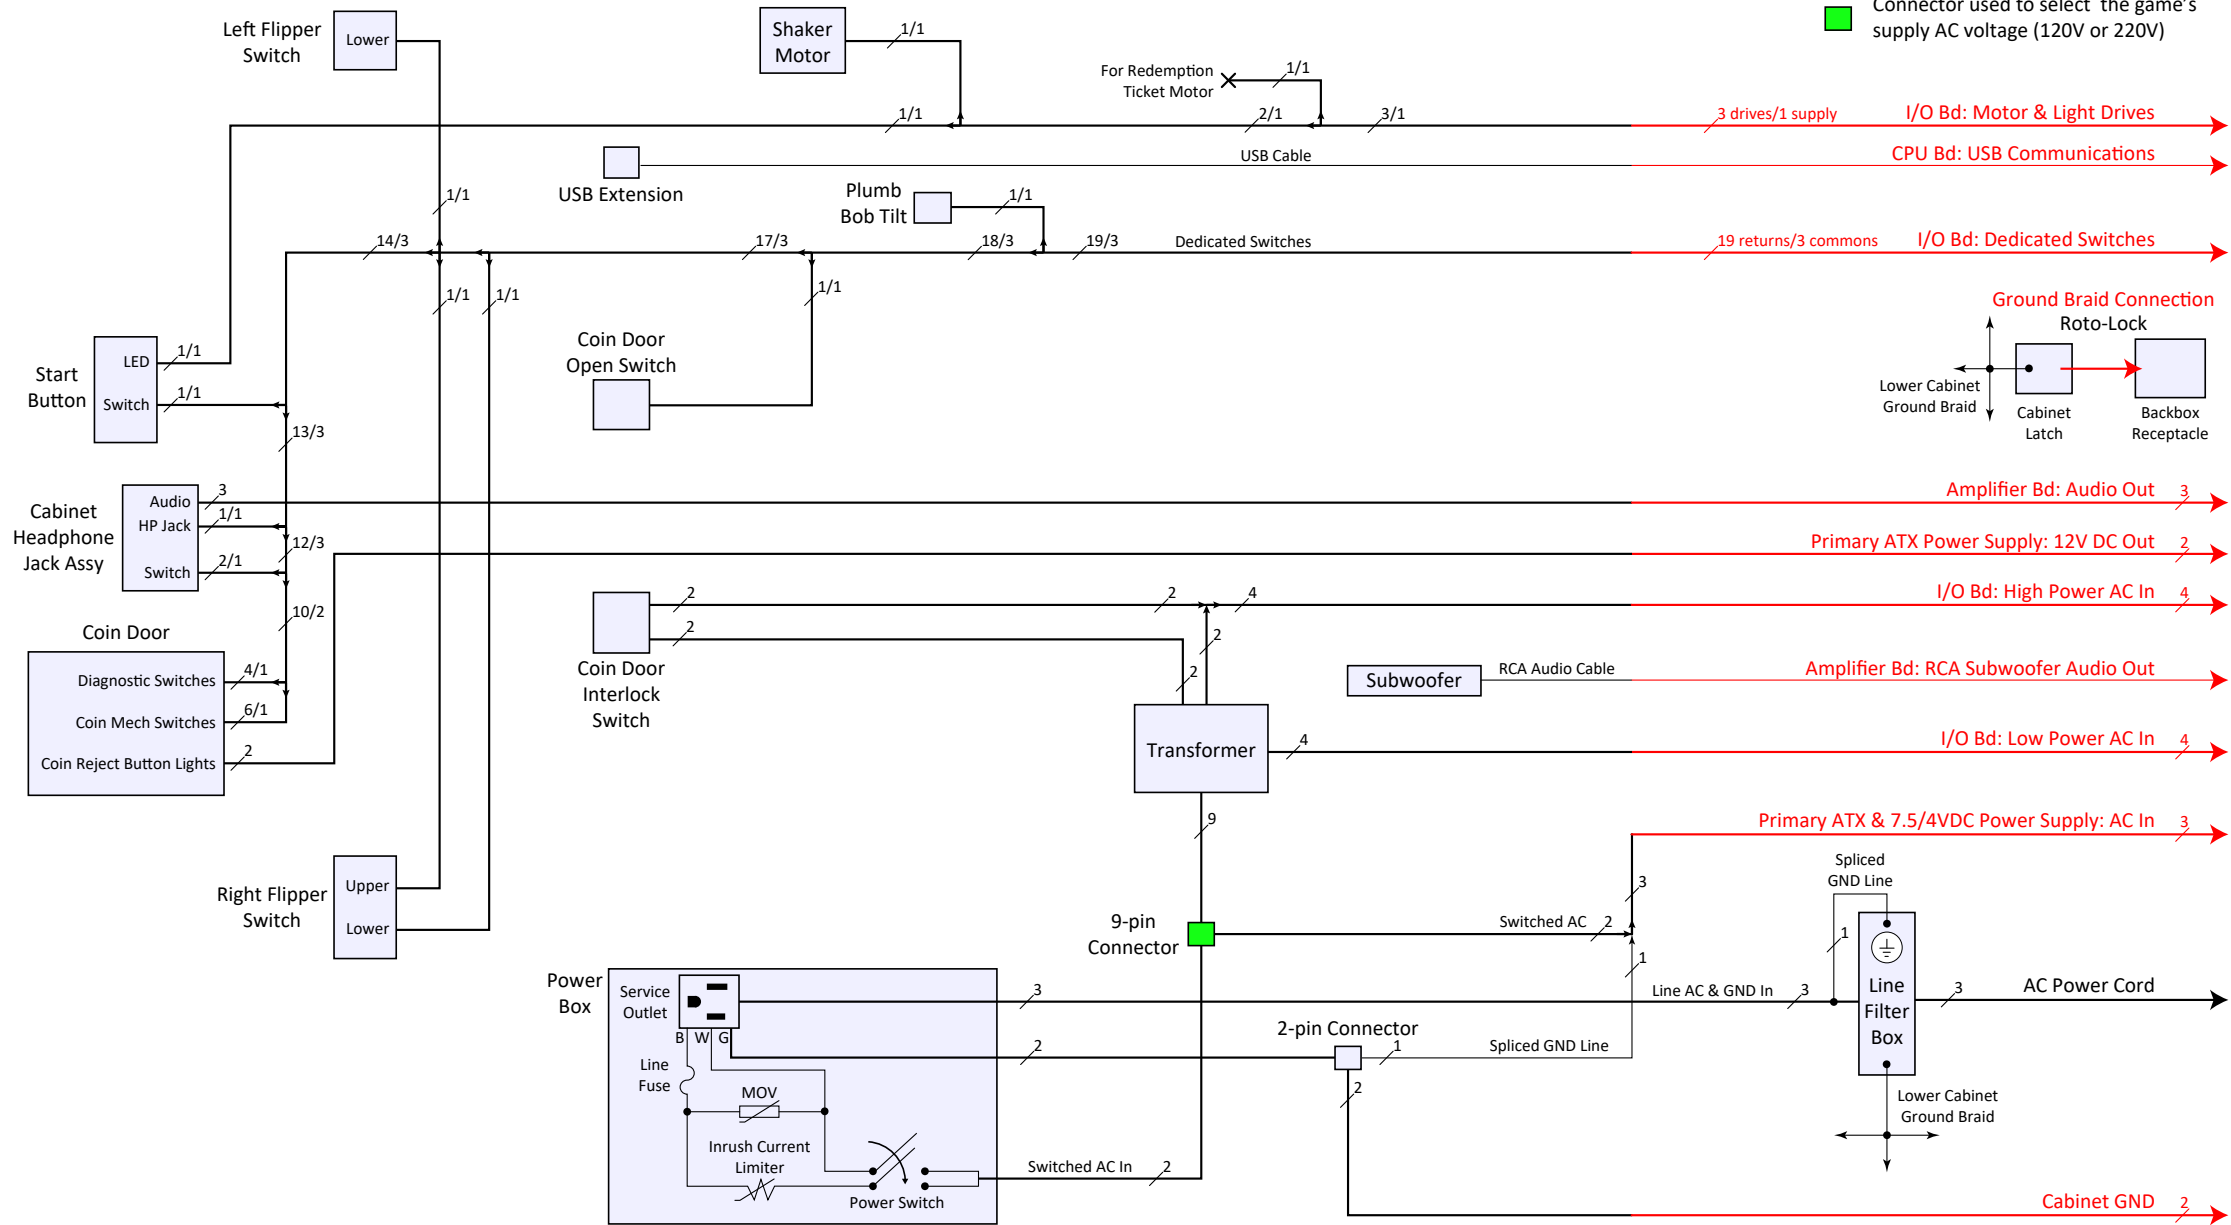 Connector used to select the game's
supply AC voltage (120V or 220V)
Left Flipper
Switch
Lower
Shaker
Motor
1/1
For Redemption
Ticket Motor
1/1
1/1
2/1
3/1
3 drives/1 supply
I/O Bd: Motor & Light Drives
USB Extension
USB Cable
CPU Bd: USB Communications
Plumb
Bob Tilt
1/1
1/1
14/3
17/3
18/3
19/3
Dedicated Switches
19 returns/3 commons
I/O Bd: Dedicated Switches
1/1
1/1
1/1
Ground Braid Connection
Roto-Lock
Lower Cabinet
Ground Braid
Cabinet
Latch
Backbox
Receptacle
Coin Door
Open Switch
Start
Button
LED
Switch
1/1
1/1
13/3
Cabinet
Headphone
Jack Assy
Audio
HP Jack
Switch
3
1/1
2/1
12/3
10/2
Amplifier Bd: Audio Out
3
Primary ATX Power Supply: 12V DC Out
2
Coin Door
Interlock
Switch
2
2
2
4
2
2
I/O Bd: High Power AC In
4
Coin Door
Diagnostic Switches
Coin Mech Switches
Coin Reject Button Lights
4/1
6/1
2
Subwoofer
RCA Audio Cable
Amplifier Bd: RCA Subwoofer Audio Out
Transformer
4
I/O Bd: Low Power AC In
4
9
Primary ATX & 7.5/4VDC Power Supply: AC In
3
Right Flipper
Switch
Upper
Lower
9-pin
Connector
Switched AC
2
3
1
Spliced
GND Line
1
Line
Filter
Box
Power
Box
Service
Outlet
B
W
G
3
Line AC & GND In
3
3
AC Power Cord
2
2-pin Connector
1
Spliced GND Line
2
Line
Fuse
MOV
Inrush Current
Limiter
Power Switch
Switched AC In
2
Lower Cabinet
Ground Braid
Cabinet GND
2